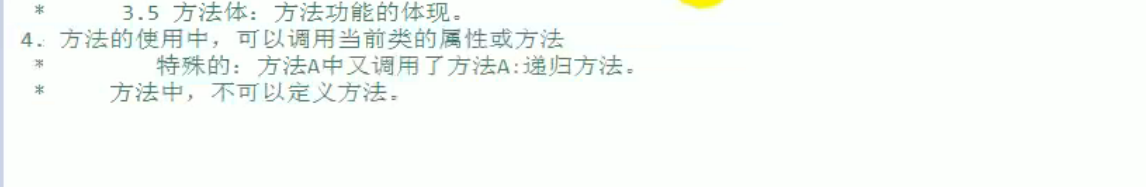 * 3.5 方法体：方法功能的体现。
4. 方法的使用中，可以调用当前类的属性或方法
* 特殊的：方法A中又调用了方法A:递归方法。
* 方法中，不可以定义方法。